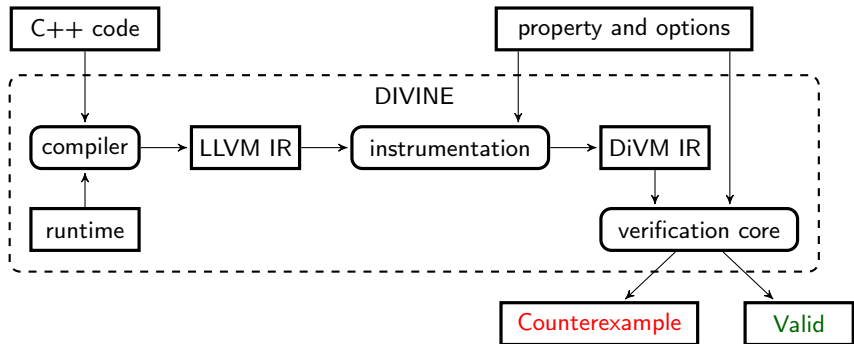 C++ code
property and options
DIVINE
compiler
LLVM IR
instrumentation
DiVM IR
runtime
verification core
Counterexample
Valid